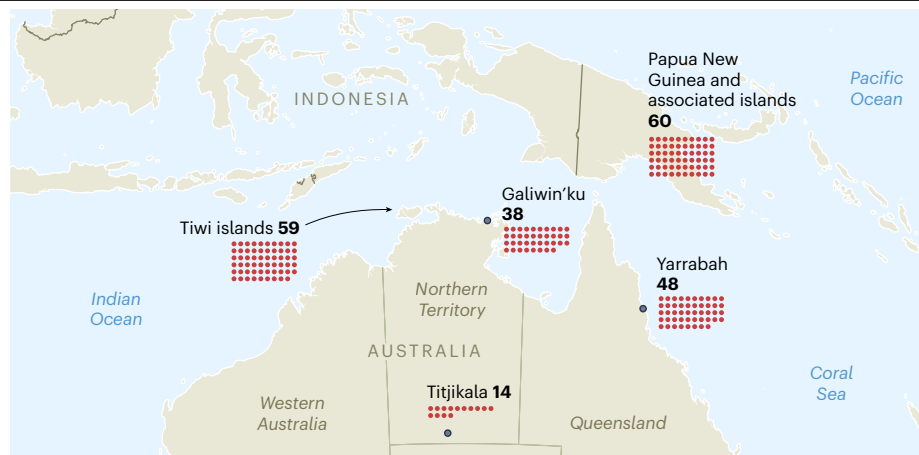 Papua New
Guinea and
associated islands
60
Pacific
Ocean
INDONESIA
Galiwin’ku
38
Tiwi islands 59
Yarrabah
48
Indian
Ocean
Northern
Territory
AUSTRALIA
Coral
Sea
Titjikala 14
Western
Australia
Queensland